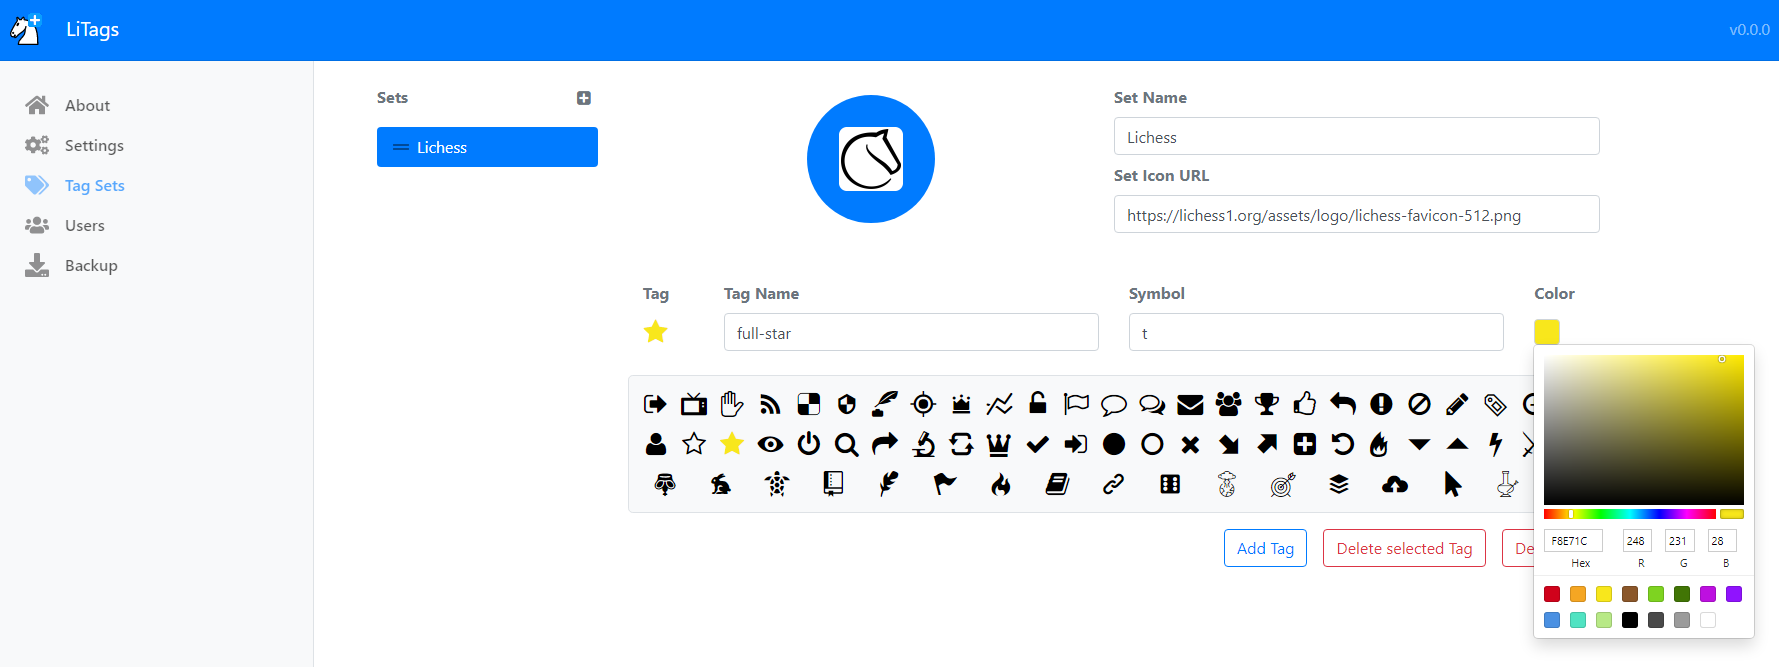 LiTags
v0.0.0
About
Settings
Tag Sets
Users
Backup
Sets
Lichess
Set Name
Lichess
Set Icon URL
https://lichess1.org/assets/logo/lichess-favicon-512.png
Tag Tag Name Symbol Color
full-star t
Add Tag Delete selected Tag De
F8E71C 248 231 28
Hex R G B